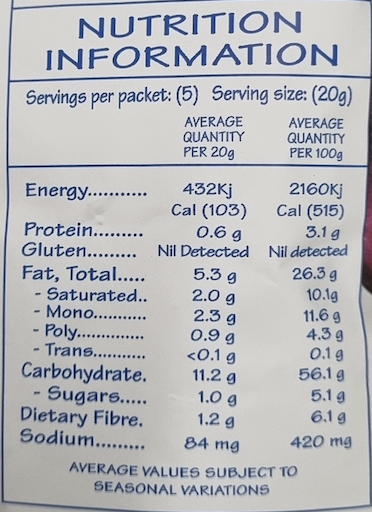 NUTRITION
INFORMATION
Servings per packet: (5) Serving size: (20g)
AVERAGE QUANTITY PER 20g AVERAGE QUANTITY PER 100g
Energy............ 432Kj 2160Kj
Cal (103) Cal (515)
Protein.......... 0.6 g 3.1 g
Gluten.......... Nil Detected Nil detected
Fat, Total...... 5.3 g 26.3 g
- Saturated.. 2.0 g 10.1g
- Mono............ 2.3 g 11.6 g
- Poly............... 0.9 g 4.3 g
- Trans............ <0.1 g 0.1 g
Carbohydrate. 11.2 g 56.1 g
- Sugars..... 1.0 g 5.1 g
Dietary Fibre. 1.2 g 6.1 g
Sodium.......... 84 mg 420 mg
AVERAGE VALUES SUBJECT TO
SEASONAL VARIATIONS